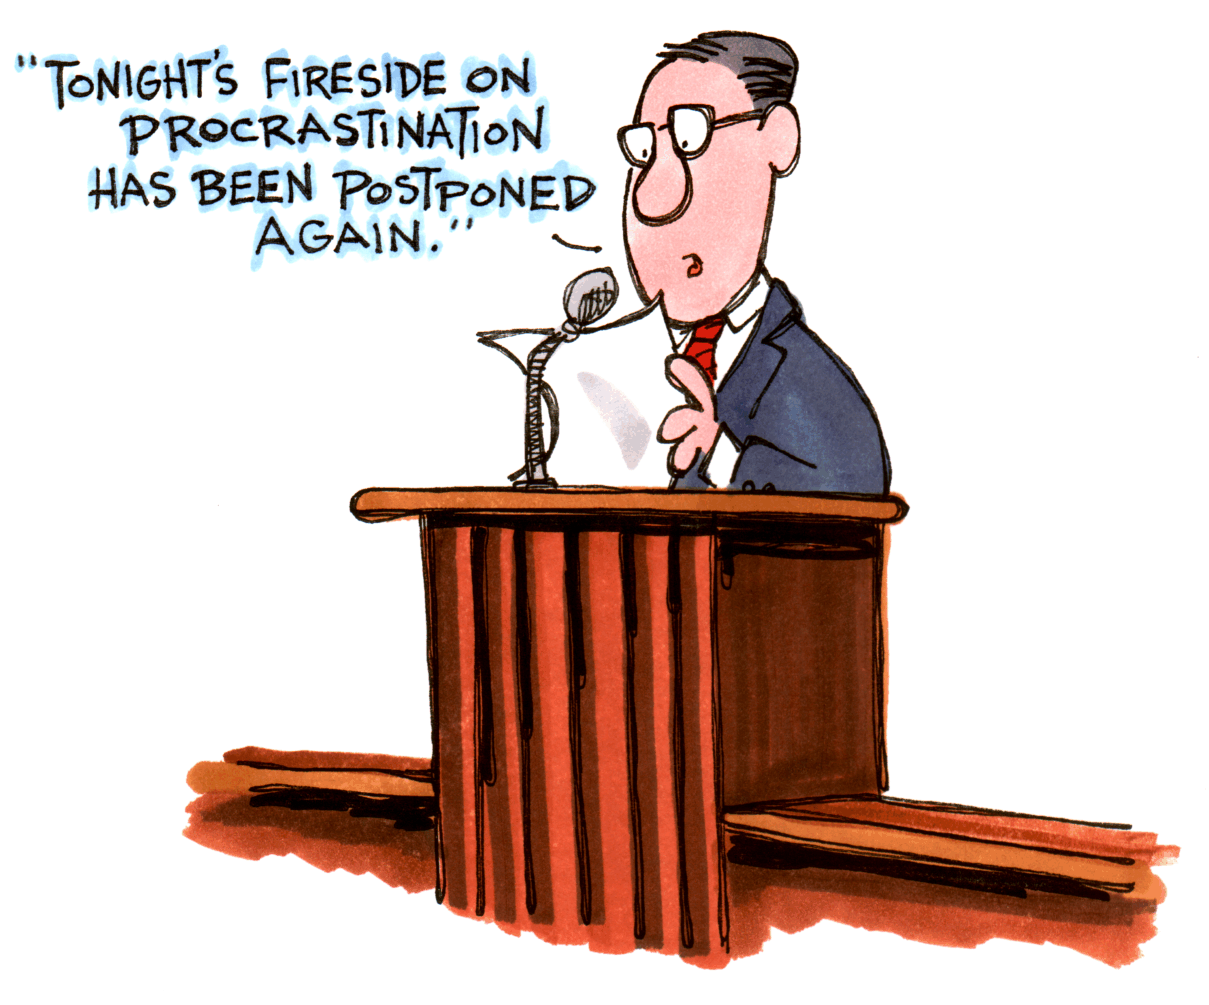 "TONIGHT'S FIRESIDE ON
PROCRASTINATION
HAS BEEN POSTPONED
AGAIN."